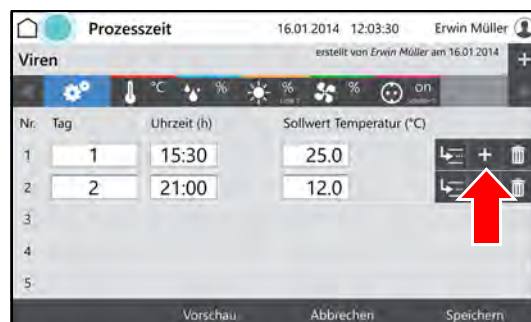 Prozesszeit 16.01.2014 12:03:30 Erwin Müller
Viren erstellt von Erwin Müller am 16.01.2014 +
°C % % % on
Nr. Tag Uhrzeit (h) Sollwert Temperatur (°C)
1 1 15:30 25.0 +
2 2 21:00 12.0
3
4
5
Vorschau Abbrechen Speichern